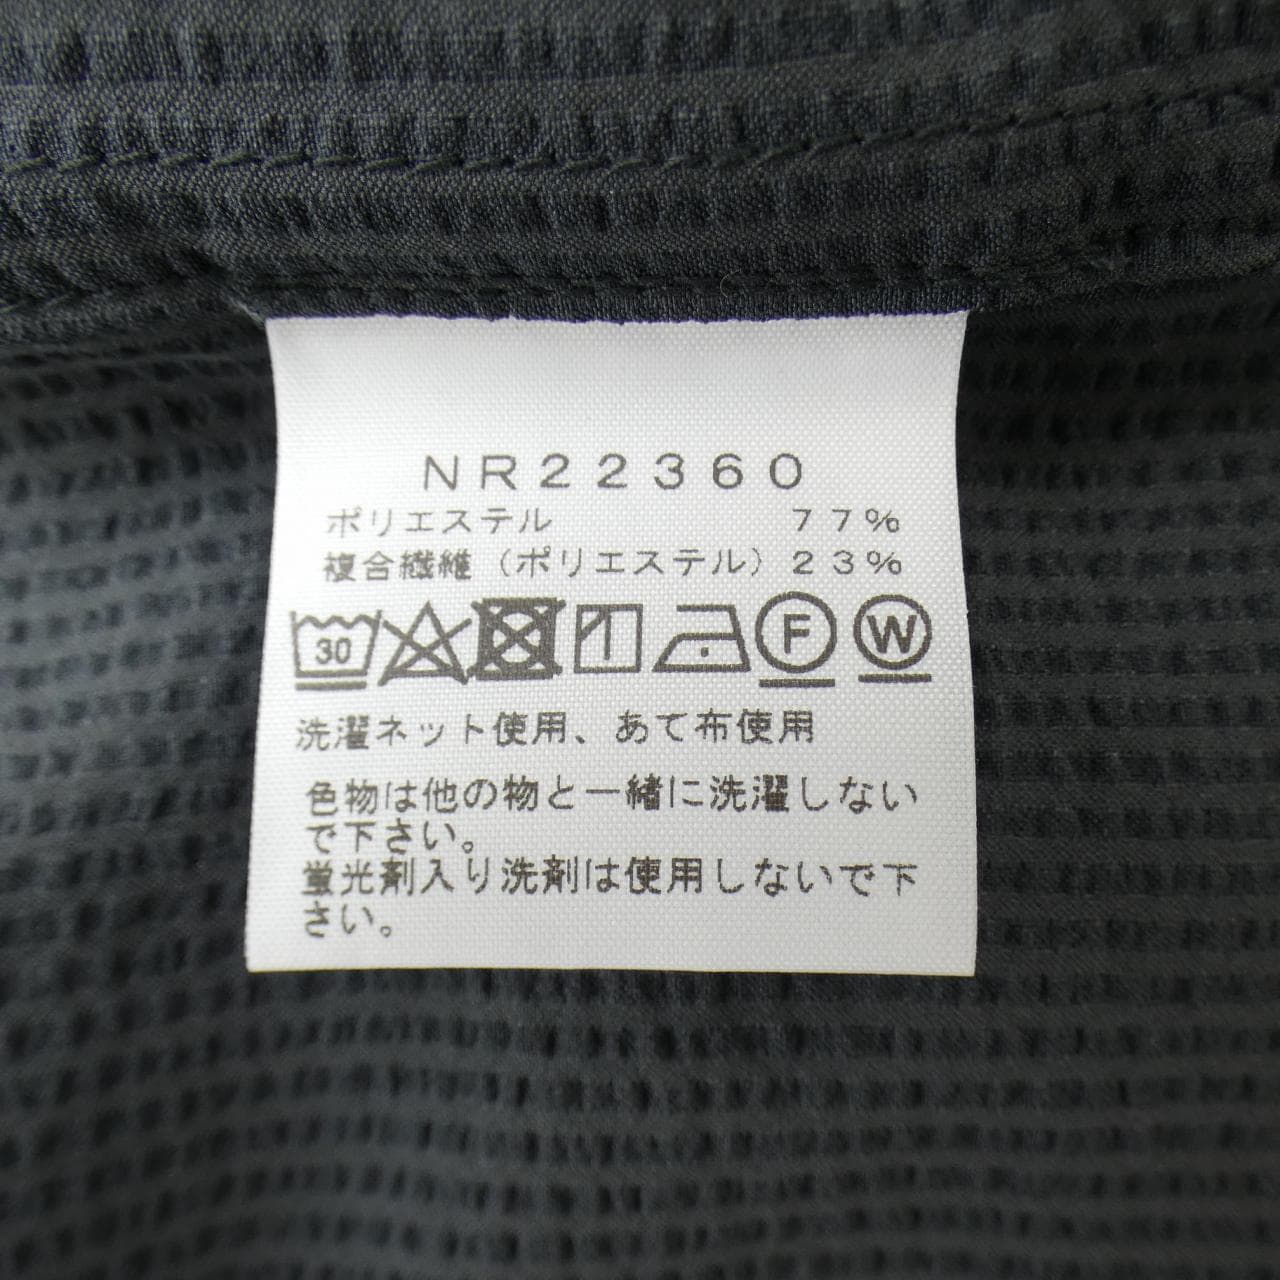 NR22360
ポリエステル 77%
複合繊維(ポリエステル)23%
30 F W
洗濯ネット使用、あて布使用
色物は他の物と一緒に洗濯しない
で下さい。
蛍光剤入り洗剤は使用しないで下
さい。